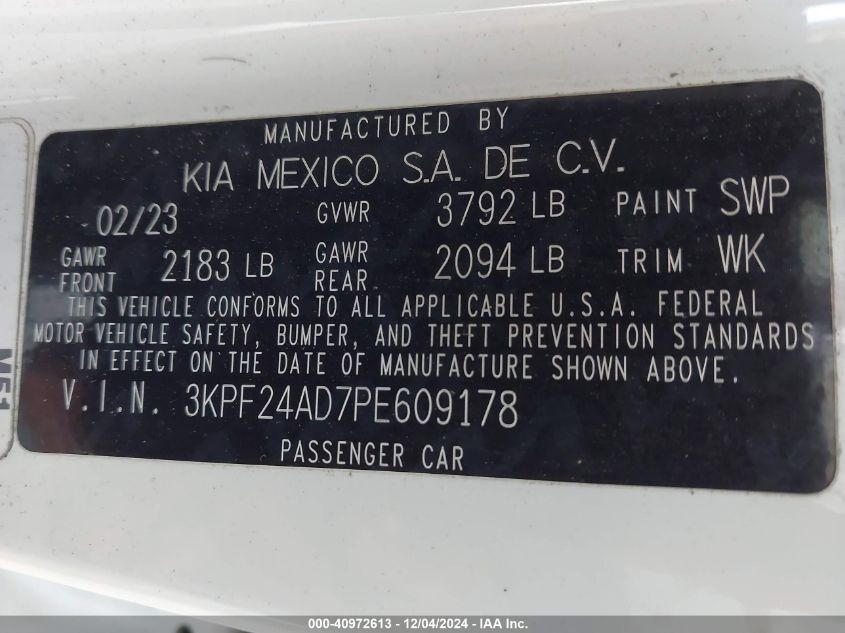 MANUFACTURED BY
KIA MEXICO S.A. DE C.V.
02/23 GVWR 3792 LB PAINT SWP
GAWR FRONT 2183 LB GAWR REAR 2094 LB TRIM WK
THIS VEHICLE CONFORMS TO ALL APPLICABLE U.S.A. FEDERAL
MOTOR VEHICLE SAFETY, BUMPER, AND THEFT PREVENTION STANDARDS
IN EFFECT ON THE DATE OF MANUFACTURE SHOWN ABOVE.
V.I.N. 3KPF24AD7PE609178
PASSENGER CAR
M51
000-40972613 - 12/04/2024 - IAA Inc.